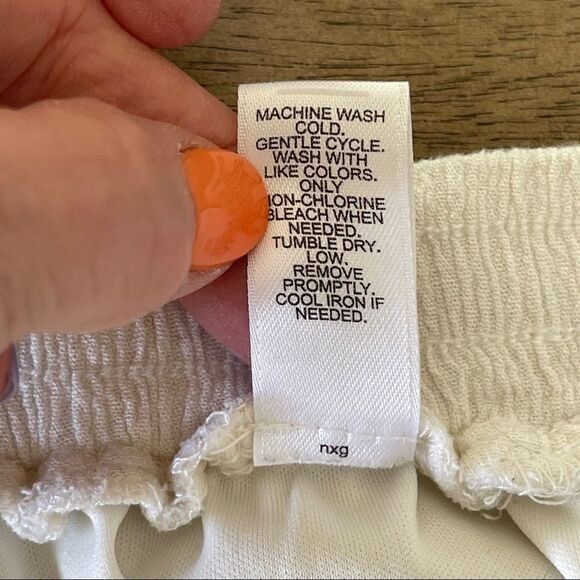 MACHINE WASH
COLD.
GENTLE CYCLE.
WASH WITH
LIKE COLORS.
ONLY
NON-CHLORINE
BLEACH WHEN
NEEDED.
TUMBLE DRY.
LOW.
REMOVE
PROMPTLY.
COOL IRON IF
NEEDED.
nxg